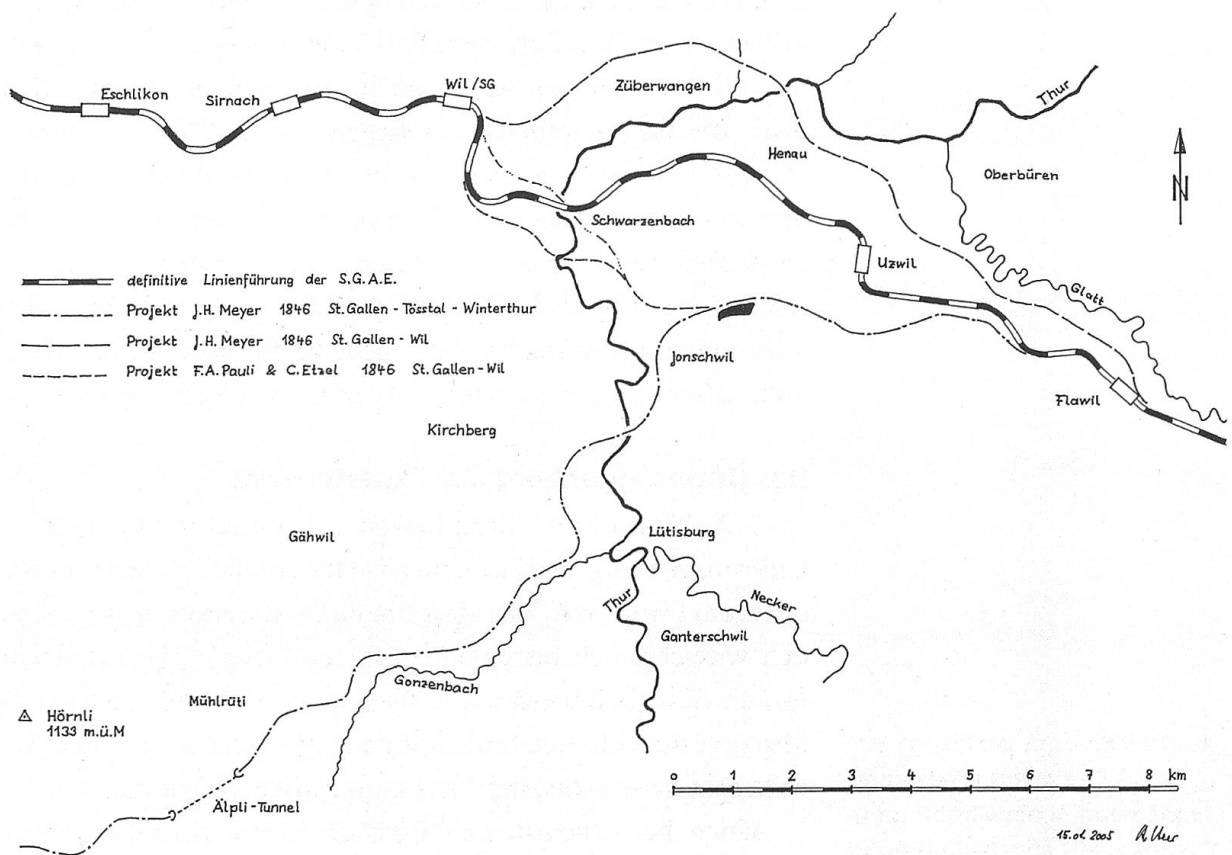 Eschlikon
Sirnach
Wil/SG
Züberwangen
Thur
Henau
Oberbüren
N
Schwarzenbach
Uzwil
Glatt
definitive Linienführung der S.G.A.E.
Projekt J.H. Meyer 1846 St.Gallen - Tösstal - Winterthur
Projekt J.H. Meyer 1846 St.Gallen - Wil
Projekt F.A. Pauli & C. Etzel 1846 St.Gallen - Wil
Jonschwil
Flawil
Kirchberg
Gähwil
Lütisburg
Thur
Necker
Ganterschwil
Gonzenbach
Mühlrüti
Hörnli
1133 m.ü.M
Älpli - Tunnel
0 1 2 3 4 5 6 7 8 km
15.01.2005